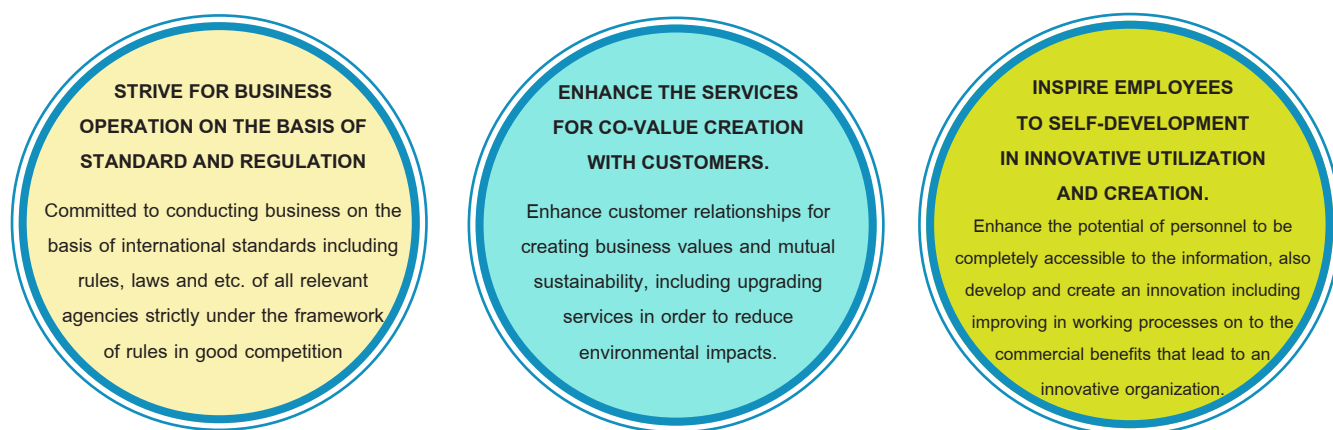 STRIVE FOR BUSINESS
OPERATION ON THE BASIS OF
STANDARD AND REGULATION
Committed to conducting business on the
basis of international standards including
rules, laws and etc. of all relevant
agencies strictly under the framework
of rules in good competition
ENHANCE THE SERVICES
FOR CO-VALUE CREATION
WITH CUSTOMERS.
Enhance customer relationships for
creating business values and mutual
sustainability, including upgrading
services in order to reduce
environmental impacts.
INSPIRE EMPLOYEES
TO SELF-DEVELOPMENT
IN INNOVATIVE UTILIZATION
AND CREATION.
Enhance the potential of personnel to be
completely accessible to the information, also
develop and create an innovation including
improving in working processes on to the
commercial benefits that lead to an
innovative organization.